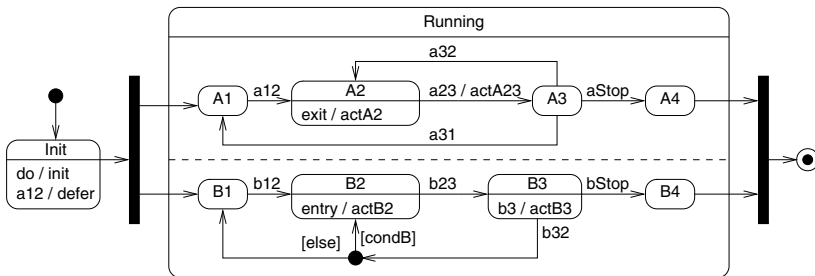 Running
a32
A1
a12
A2
exit / actA2
a23 / actA23
A3
aStop
A4
a31
Init
do / init
a12 / defer
B1
b12
B2
entry / actB2
b23
B3
b3 / actB3
bStop
B4
b32
[else]
[condB]